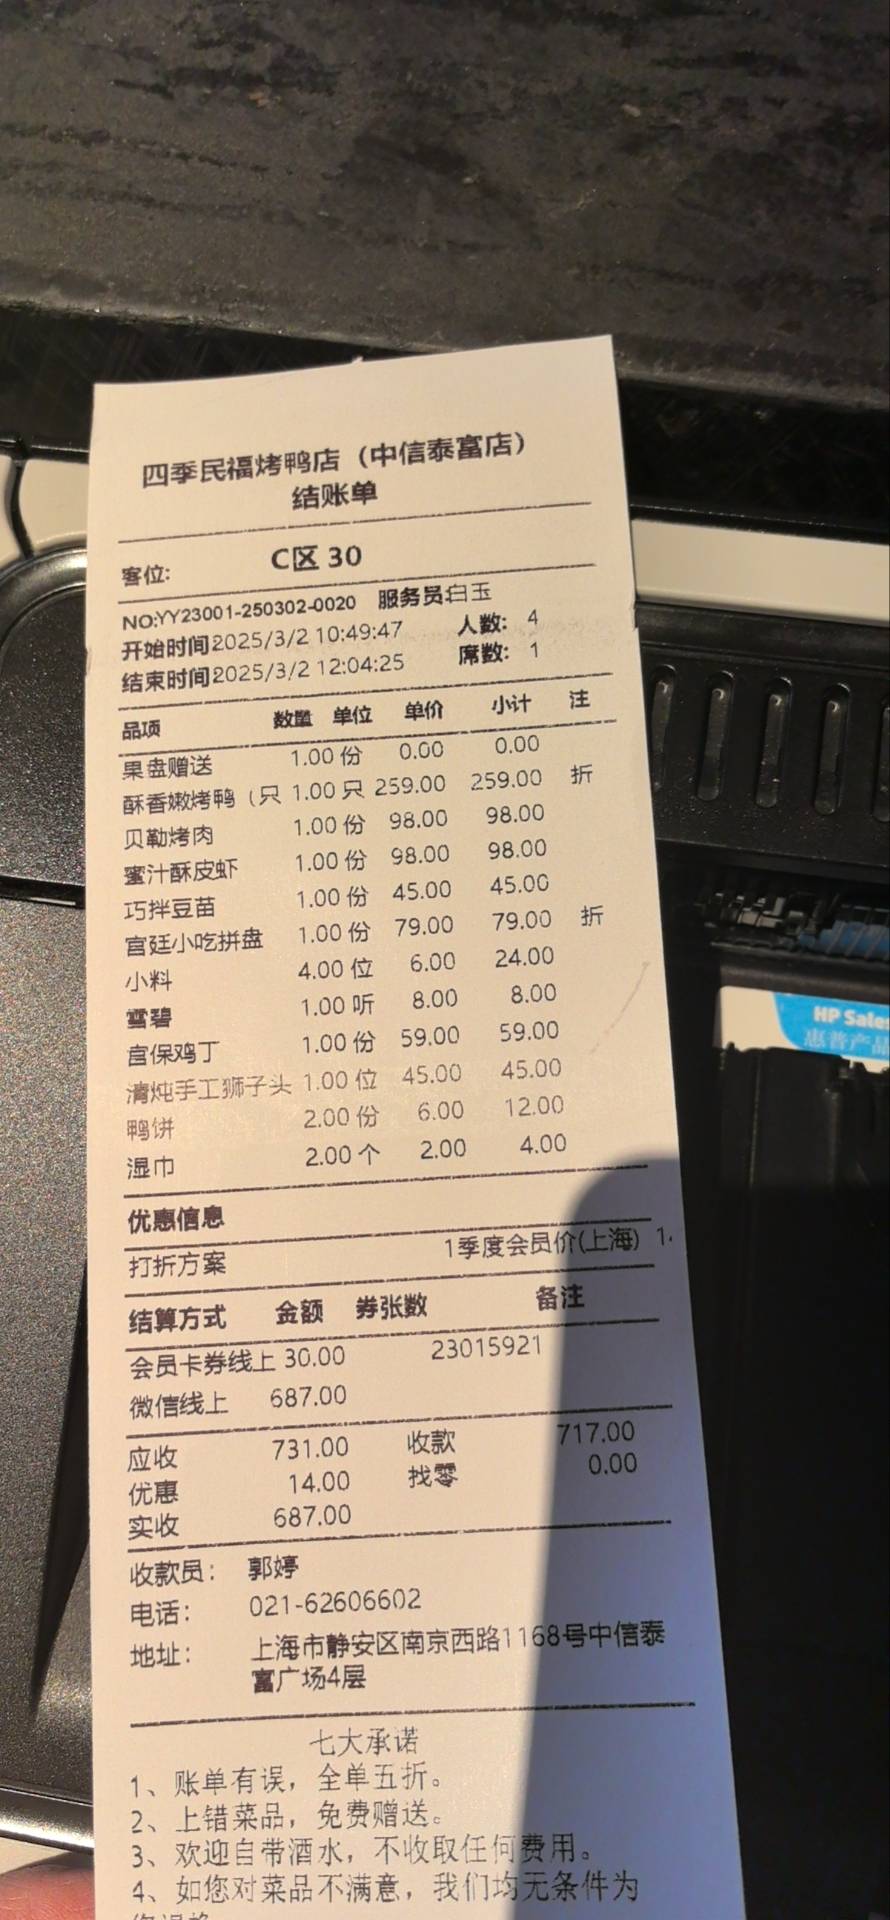 四季民福烤鸭店（中信泰富店）
结账单
客位: C区 30
NO:YY23001-250302-0020 服务员:白玉
开始时间2025/3/2 10:49:47 人数: 4
结束时间2025/3/2 12:04:25 席数: 1
品项 数量 单位 单价 小计 注
果盘赠送 1.00 份 0.00 0.00
酥香嫩烤鸭（只 1.00 只 259.00 259.00 折
贝勒烤肉 1.00 份 98.00 98.00
蜜汁酥皮虾 1.00 份 98.00 98.00
巧拌豆苗 1.00 份 45.00 45.00
宫廷小吃拼盘 1.00 份 79.00 79.00 折
小料 4.00 位 6.00 24.00
雪碧 1.00 听 8.00 8.00
宫保鸡丁 1.00 份 59.00 59.00
清炖手工狮子头 1.00 位 45.00 45.00
鸭饼 2.00 份 6.00 12.00
湿巾 2.00 个 2.00 4.00
优惠信息
打折方案 1季度会员价(上海)
结算方式 金额 券张数 备注
会员卡券线上 30.00 23015921
微信线上 687.00
应收 731.00 收款 717.00
优惠 14.00 找零 0.00
实收 687.00
收款员: 郭婷
电话: 021-62606602
地址: 上海市静安区南京西路1168号中信泰
富广场4层
七大承诺
1、账单有误，全单五折。
2、上错菜品，免费赠送。
3、欢迎自带酒水，不收取任何费用。
4、如您对菜品不满意，我们均无条件为
HP Sale
惠普产品